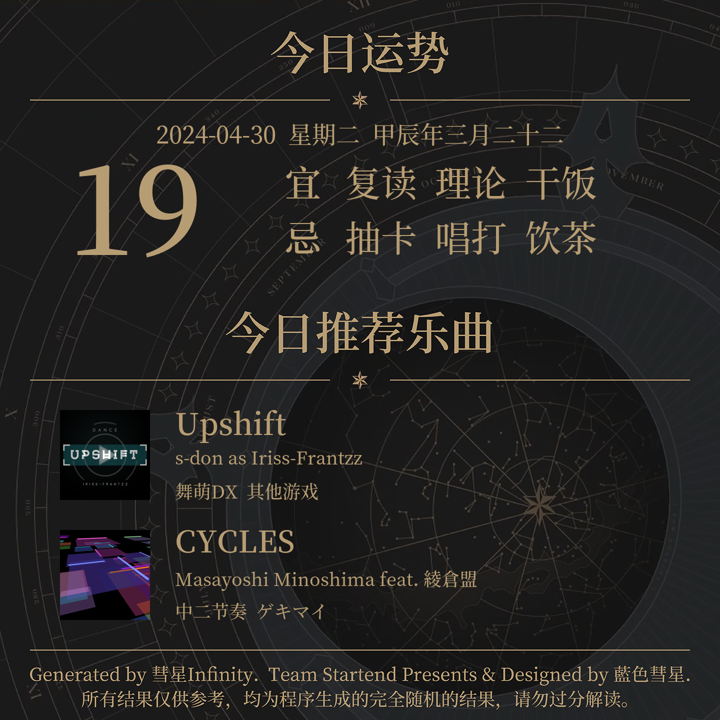 今日运势
2024-04-30 星期二 甲辰年三月二十二
19
宜 复读 理论 干饭
忌 抽卡 唱打 饮茶
SEPTEMBER
今日推荐乐曲
DANCE
UPSHIFT
IRISS-FRANTZZ
Upshift
s-don as Iriss-Frantzz
舞萌DX 其他游戏
CYCLES
Masayoshi Minoshima feat. 綾倉盟
中二节奏 ゲキマイ
Generated by 彗星Infinity. Team Startend Presents & Designed by 藍色彗星.
所有结果仅供参考，均为程序生成的完全随机的结果，请勿过分解读。